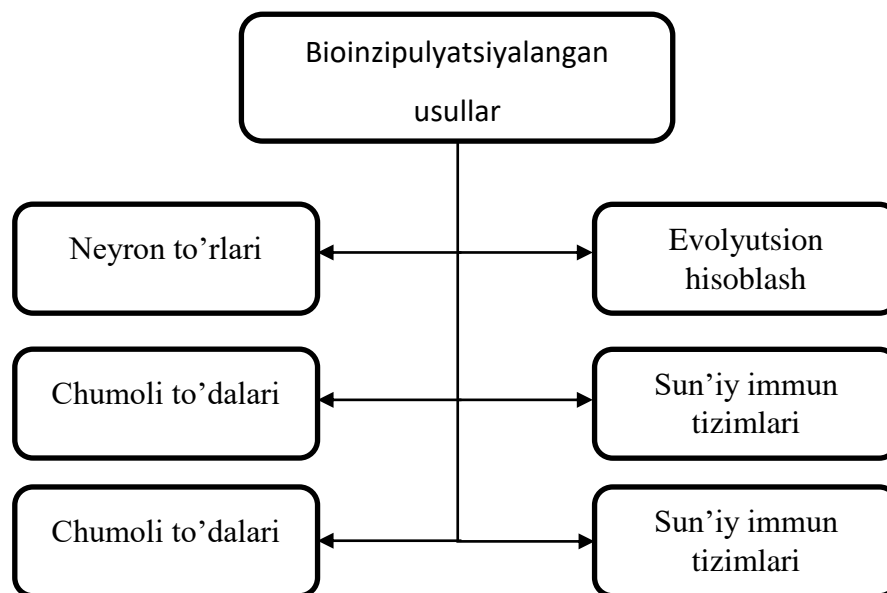 Bioinzipulyatsiyalangan
usullar
Neyron to’rlari
Evolyutsion
hisoblash
Chumoli to’dalari
Sun’iy immun
tizimlari
Chumoli to’dalari
Sun’iy immun
tizimlari